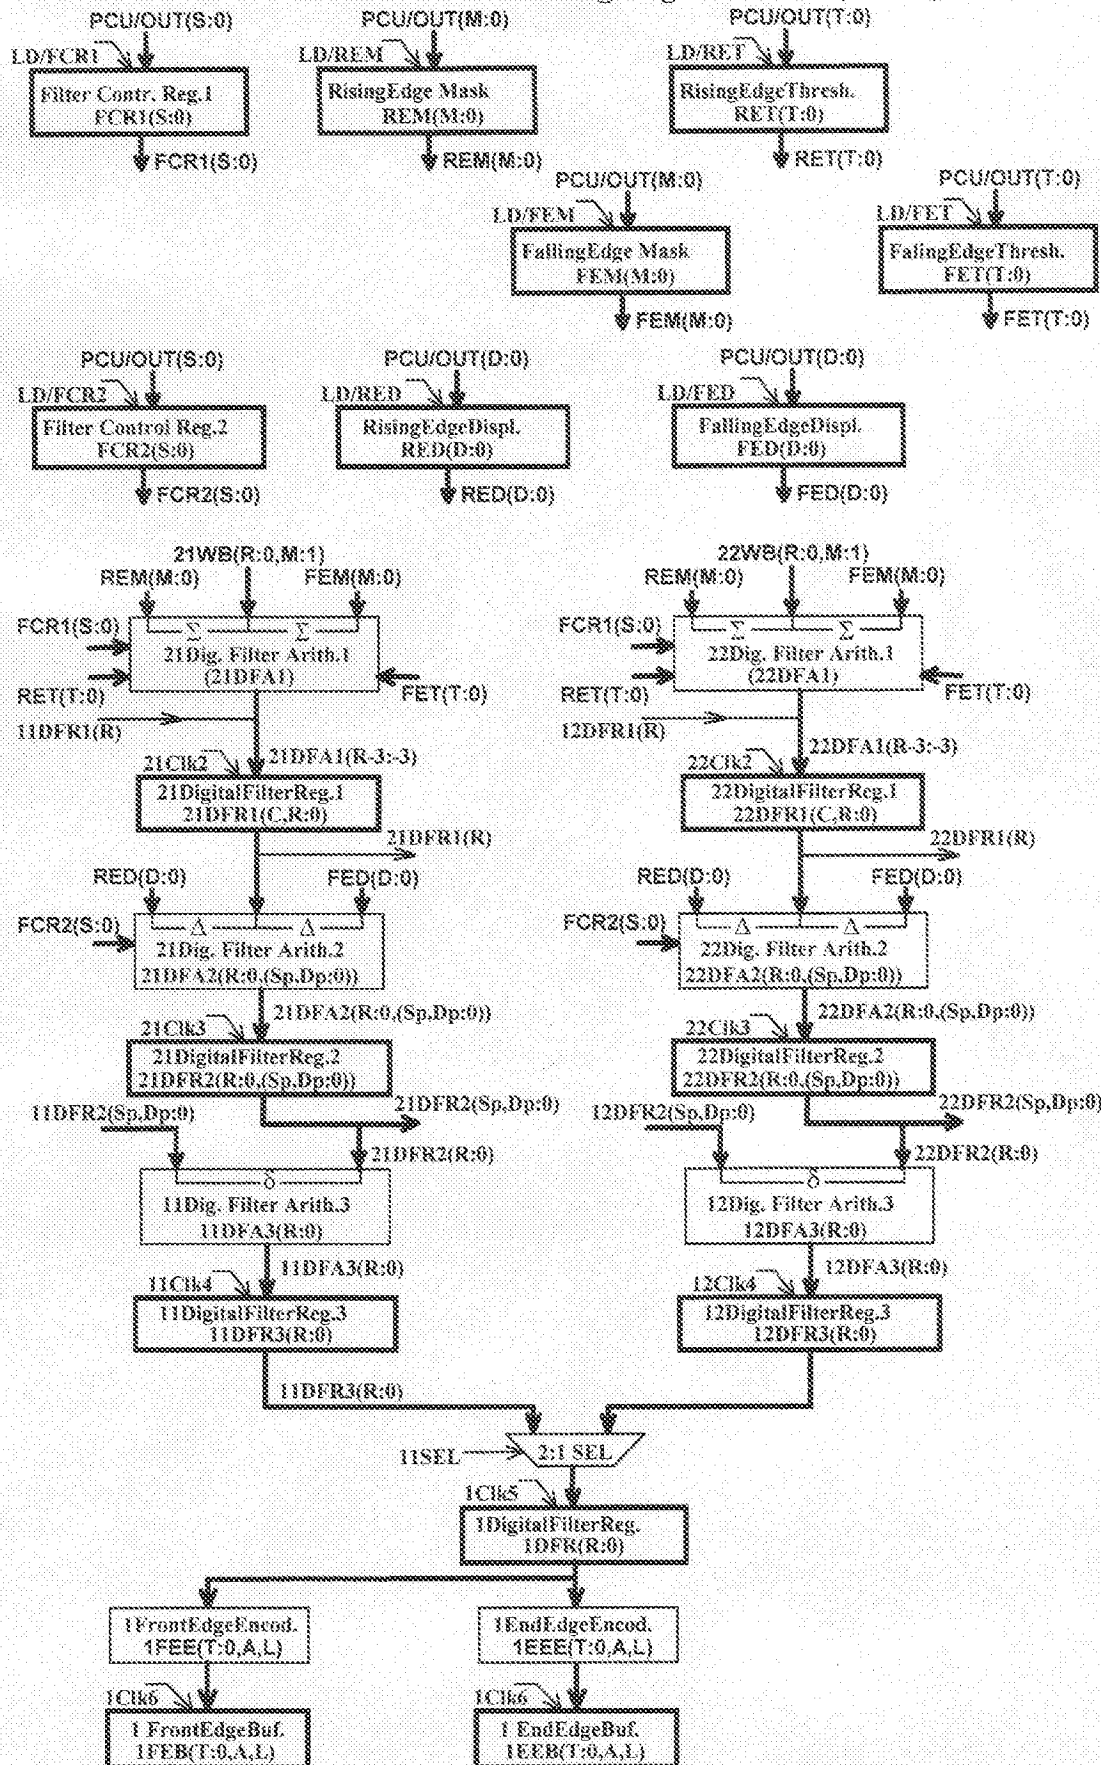 PCU/OUT(S:0) PCU/OUT(M:0) PCU/OUT(T:0)
LD/FCR1 LD/REM LD/RET
Filter Contr. Reg.1 RisingEdge Mask RisingEdgeThresh.
FCR1(S:0) REM(M:0) RET(T:0)
FCR1(S:0) REM(M:0) RET(T:0)
PCU/OUT(M:0) PCU/OUT(T:0)
LD/FEM LD/FET
FallingEdge Mask FalingEdgeThresh.
FEM(M:0) FET(T:0)
FEM(M:0) FET(T:0)
PCU/OUT(S:0) PCU/OUT(D:0) PCU/OUT(D:0)
LD/FCR2 LD/RED LD/FED
Filter Control Reg.2 RisingEdgeDispl. FallingEdgeDispl.
FCR2(S:0) RED(D:0) FED(D:0)
FCR2(S:0) RED(D:0) FED(D:0)
21WB(R:0,M:1) 22WB(R:0,M:1)
REM(M:0) FEM(M:0) REM(M:0) FEM(M:0)
FCR1(S:0) Σ Σ FCR1(S:0) Σ Σ
21Dig. Filter Arith.1 22Dig. Filter Arith.1
(21DFA1) (22DFA1)
RET(T:0) FET(T:0) RET(T:0) FET(T:0)
11DFR1(R) 12DFR1(R)
21Clk2 21DFA1(R-3:-3) 22Clk2 22DFA1(R-3:-3)
21DigitalFilterReg.1 22DigitalFilterReg.1
21DFR1(C,R:0) 22DFR1(C,R:0)
21DFR1(R) 22DFR1(R)
RED(D:0) FED(D:0) RED(D:0) FED(D:0)
FCR2(S:0) Δ Δ FCR2(S:0) Δ Δ
21Dig. Filter Arith.2 22Dig. Filter Arith.2
21DFA2(R:0,(Sp,Dp:0)) 22DFA2(R:0,(Sp,Dp:0))
21DFA2(R:0,(Sp,Dp:0)) 22DFA2(R:0,(Sp,Dp:0))
21Clk3 22Clk3
21DigitalFilterReg.2 22DigitalFilterReg.2
21DFR2(R:0,(Sp,Dp:0)) 22DFR2(R:0,(Sp,Dp:0))
11DFR2(Sp,Dp:0) 21DFR2(Sp,Dp:0) 12DFR2(Sp,Dp:0) 22DFR2(Sp,Dp:0)
21DFR2(R:0) 22DFR2(R:0)
δ δ
11Dig. Filter Arith.3 12Dig. Filter Arith.3
11DFA3(R:0) 12DFA3(R:0)
11DFA3(R:0) 12DFA3(R:0)
11Clk4 12Clk4
11DigitalFilterReg.3 12DigitalFilterReg.3
11DFR3(R:0) 12DFR3(R:0)
11DFR3(R:0)
11SEL 2:1 SEL
1Clk5
1DigitalFilterReg.
1DFR(R:0)
1FrontEdgeEncod. 1EndEdgeEncod.
1FEE(T:0,A,L) 1EEE(T:0,A,L)
1Clk6 1Clk6
1 FrontEdgeBuf. 1 EndEdgeBuf.
1FEB(T:0,A,L) 1EEB(T:0,A,L)